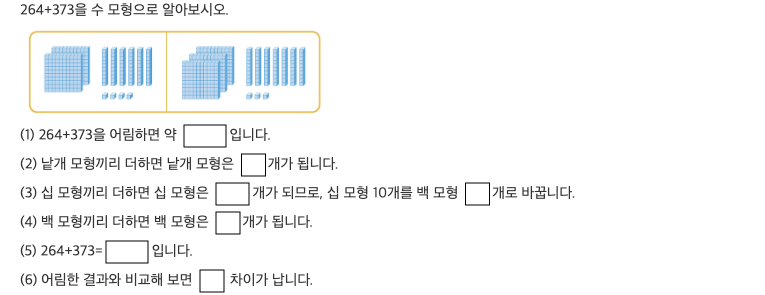 264+373을 수 모형으로 알아보시오.
(1) 264+373을 어림하면 약 입니다.
(2) 낱개 모형끼리 더하면 낱개 모형은 개가 됩니다.
(3) 십 모형끼리 더하면 십 모형은 개가 되므로, 십 모형 10개를 백 모형 개로 바꿉니다.
(4) 백 모형끼리 더하면 백 모형은 개가 됩니다.
(5) 264+373= 입니다.
(6) 어림한 결과와 비교해 보면 차이가 납니다.